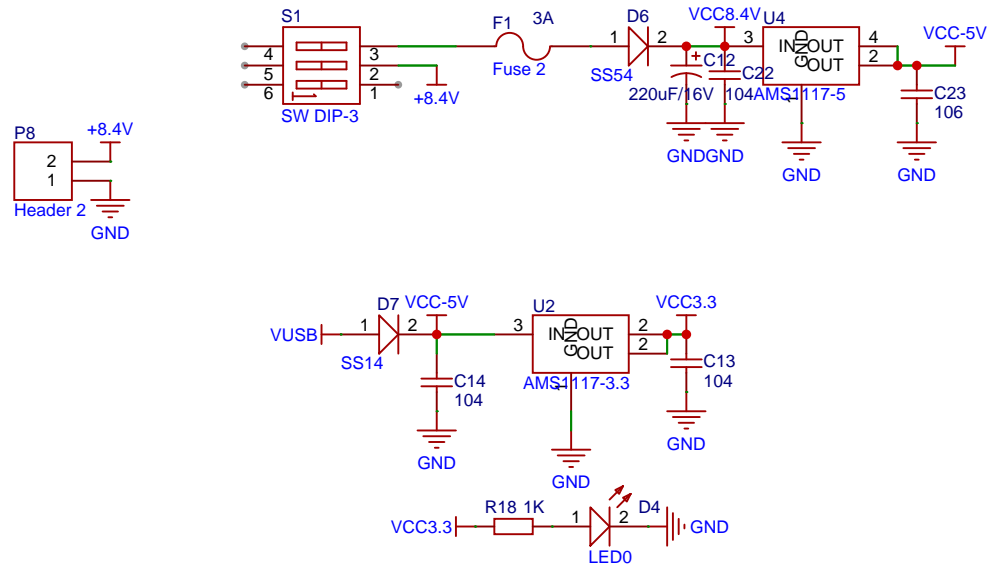 S1
4
5
6
3
2
1
SW DIP-3
+8.4V
F1
3A
Fuse 2
D6
1
2
SS54
VCC8.4V
C12
220uF/16V
GND
C22
104
GND
U4
3
IN
GND
OUT
OUT
4
2
1
AMS1117-5
GND
VCC-5V
C23
106
GND
P8
+8.4V
2
1
Header 2
GND
VUSB
D7
1
2
SS14
VCC-5V
C14
104
GND
U2
3
IN
GND
OUT
OUT
2
2
1
AMS1117-3.3
GND
VCC3.3
C13
104
GND
VCC3.3
R18 1K
1
2
D4
LED0
GND